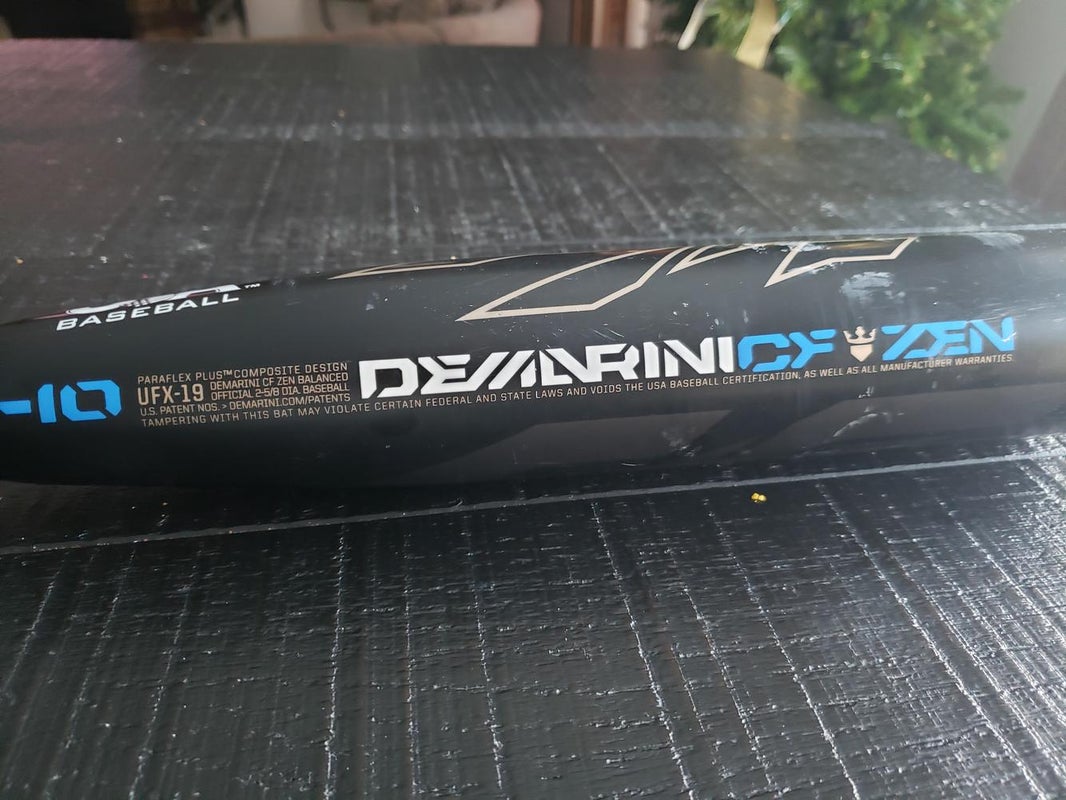 BASEBALL™
-10
PARAFLEX PLUS™ COMPOSITE DESIGN
UFX-19
DEMARINI CF ZEN BALANCED
OFFICIAL 2-5/8 DIA BASEBALL
U.S. PATENT NOS. > DEMARINI.COM/PATENTS
TAMPERING WITH THIS BAT MAY VIOLATE CERTAIN FEDERAL AND STATE LAWS AND VOIDS THE USA BASEBALL CERTIFICATION, AS WELL AS ALL MANUFACTURER WARRANTIES.
DEMARINI CF ZEN